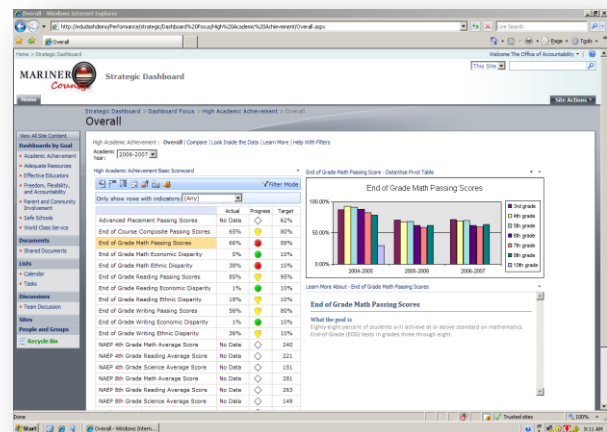 Overall - Windows Internet Explorer
Live Search
Overall
Page
Tools
Home > Strategic Dashboard
Welcome The Office of Accountability
This Site
MARINER
County
Strategic Dashboard
Home
Site Actions
Strategic Dashboard > Dashboard Focus > High Academic Achievement > Overall
Overall
View All Site Content
Dashboards by Goal
Academic Achievement
Adequate Resources
Effective Educators
Freedom, Flexibility,
and Accountability
Parent and Community
Involvement
Safe Schools
World Class Service
Documents
Shared Documents
Lists
Calendar
Tasks
Discussions
Team Discussion
Sites
People and Groups
Recycle Bin
High Academic Achievement : Overall | Compare | Look Inside the Data | Learn More | Help With Filters
Academic
Year:
2006-2007
High Academic Achievement Basic Scorecard
Filter Mode
Only show rows with indicators: (Any)
Actual Progress Target
Advanced Placement Passing Scores No Data 62%
End of Course Composite Passing Scores 65% 80%
End of Grade Math Passing Scores 66% 88%
End of Grade Math Economic Disparity 0% 10%
End of Grade Math Ethnic Disparity 38% 10%
End of Grade Reading Passing Scores 85% 95%
End of Grade Reading Economic Disparity 1% 10%
End of Grade Reading Ethnic Disparity 18% 10%
End of Grade Writing Passing Scores 56% 80%
End of Grade Writing Economic Disparity 1% 10%
End of Grade Writing Ethnic Disparity 36% 10%
NAEP 4th Grade Math Average Score No Data 240
NAEP 4th Grade Reading Average Score No Data 221
NAEP 4th Grade Science Average Score No Data 151
NAEP 8th Grade Math Average Score No Data 281
NAEP 8th Grade Reading Average Score No Data 263
NAEP 8th Grade Science Average Score No Data 149
End of Grade Math Passing Scores - DataWise Pivot Table
End of Grade Math Passing Scores
100.00%
50.00%
0.00%
2004-2005
2005-2006
2006-2007
3rd grade
4th grade
5th grade
6th grade
7th grade
8th grade
10th grade
Learn More About - End of Grade Math Passing Scores
End of Grade Math Passing Scores
What the goal is
Eighty-eight percent of students will achieve at or above standard on mathematics
End-of-Grade (EOG) tests in grades three through eight.
Done
Trusted sites
100%
Start
Overall - Windows Intern...
9:11 AM